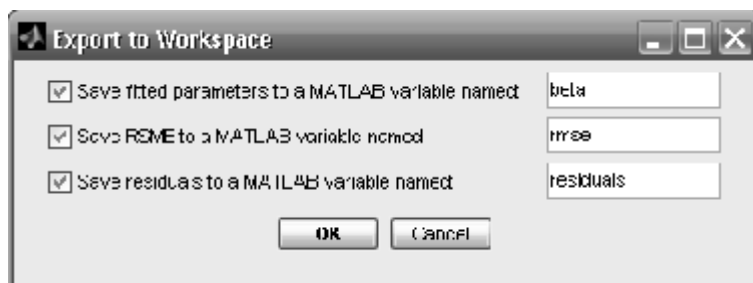 Export to Workspace
Save fitted parameters to a MATLAB variable named beta
Save RSME to a MATLAB variable named rmse
Save residuals to a MATLAB variable named residuals
OK Cancel